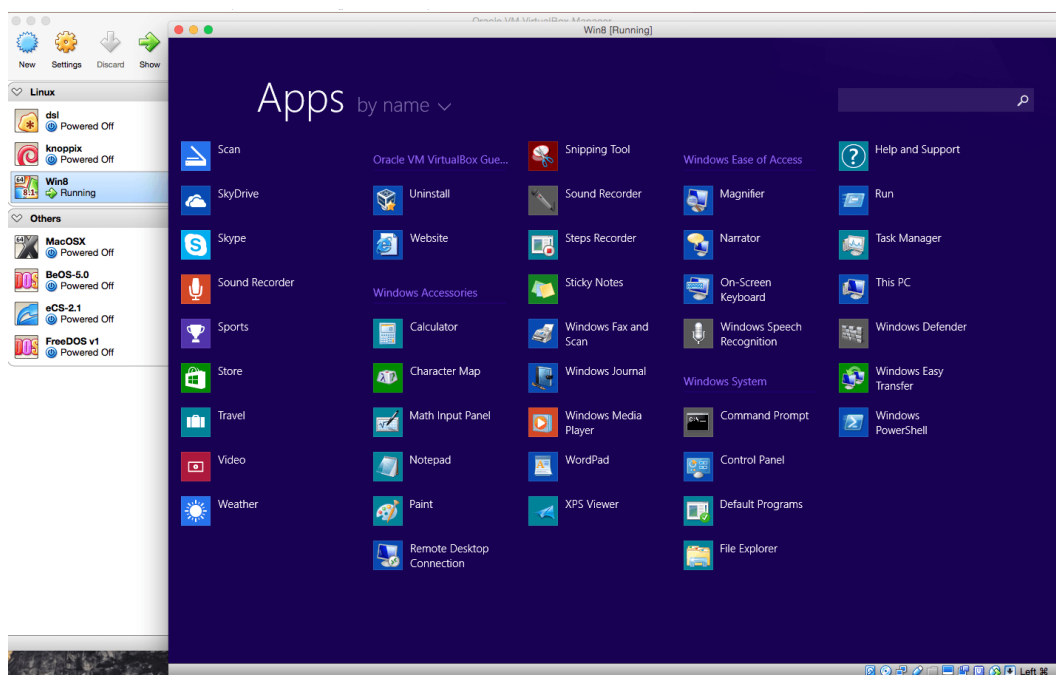 Oracle VM VirtualBox Manager
Win8 [Running]
New
Settings
Discard
Show
Linux
dsl
Powered Off
knoppix
Powered Off
64
8.1
Win8
Running
Others
64
MacOSX
Powered Off
DOS
BeOS-5.0
Powered Off
eCS-2.1
Powered Off
DOS
FreeDOS v1
Powered Off
Apps by name
Scan
SkyDrive
Skype
Sound Recorder
Sports
Store
Travel
Video
Weather
Oracle VM VirtualBox Gue...
Uninstall
Website
Windows Accessories
Calculator
Character Map
Math Input Panel
Notepad
Paint
Remote Desktop
Connection
Snipping Tool
Sound Recorder
Steps Recorder
Sticky Notes
Windows Fax and
Scan
Windows Journal
Windows Media
Player
WordPad
XPS Viewer
Windows Ease of Access
Magnifier
Narrator
On-Screen
Keyboard
Windows Speech
Recognition
Windows System
Command Prompt
Control Panel
Default Programs
File Explorer
Help and Support
Run
Task Manager
This PC
Windows Defender
Windows Easy
Transfer
Windows
PowerShell
Left ⌘